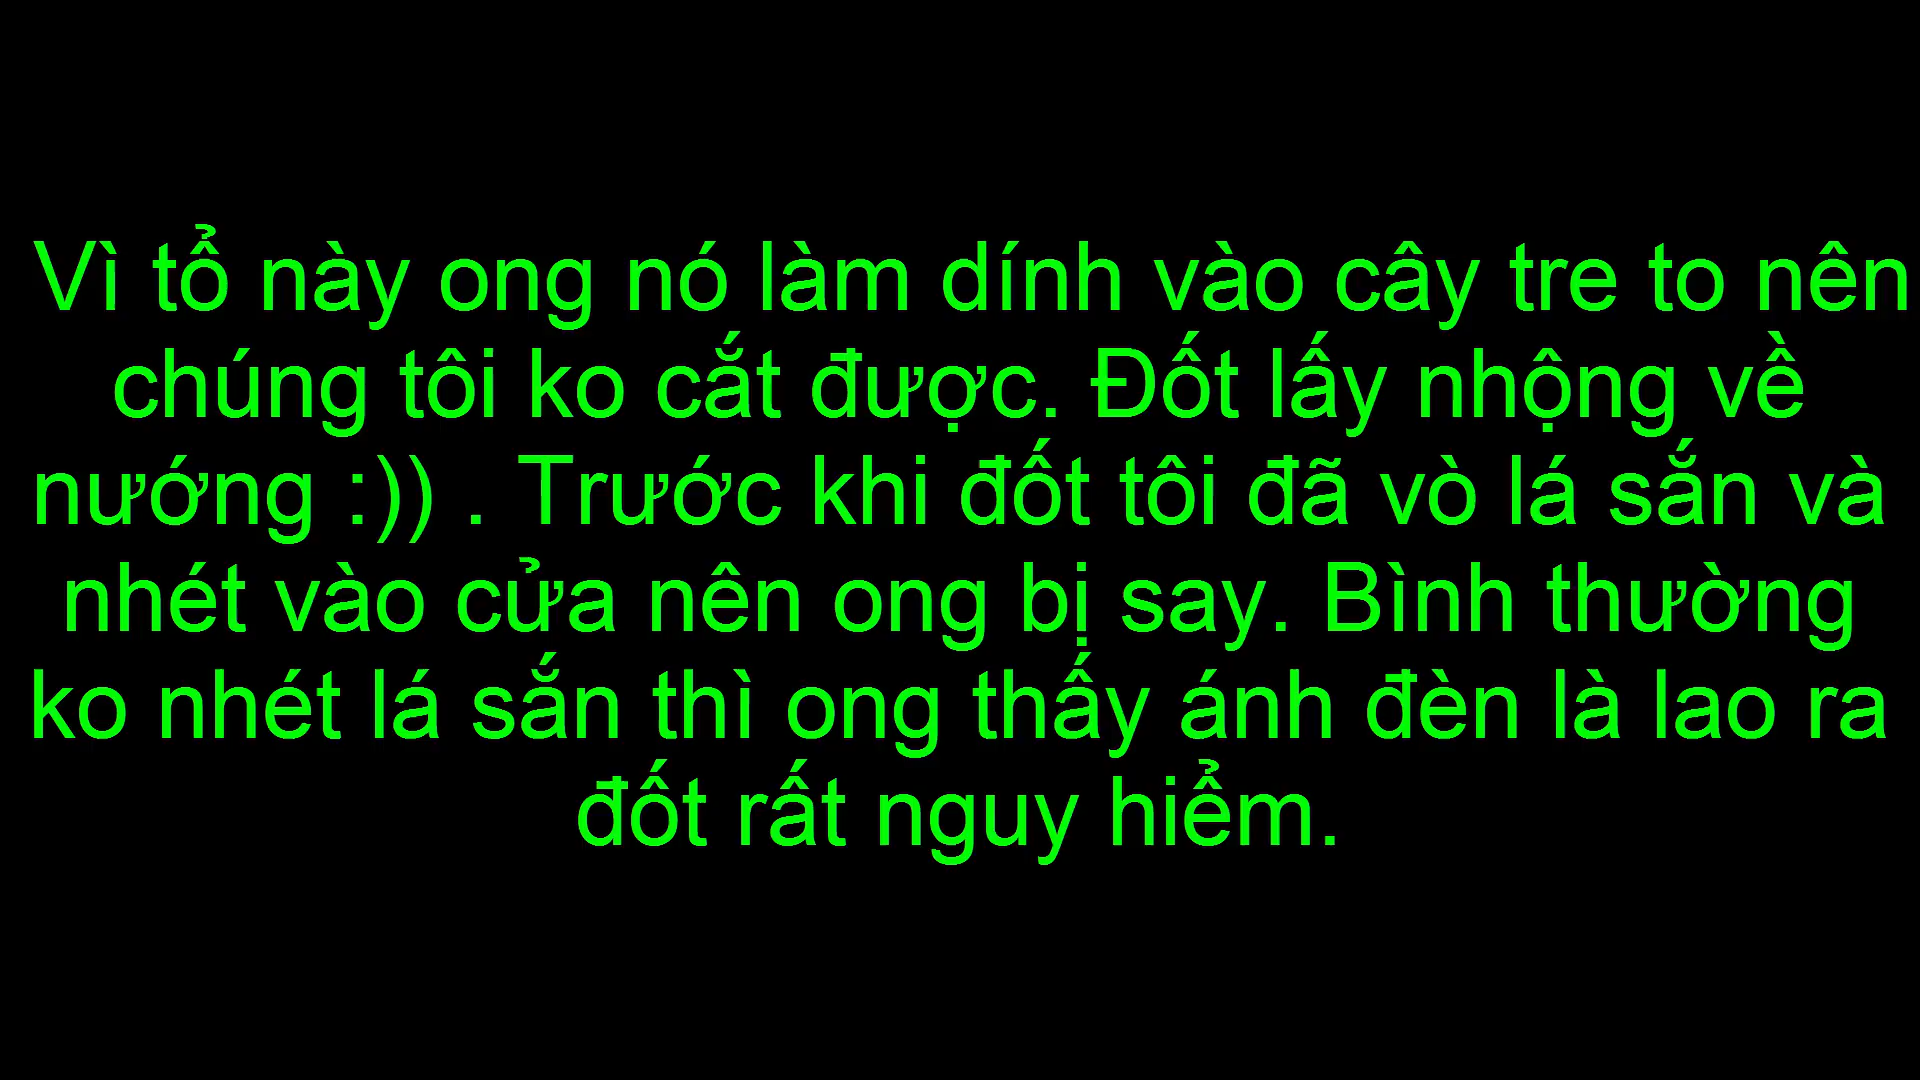 Vì tổ này ong nó làm dính vào cây tre to nên
chúng tôi ko cắt được. Đốt lấy nhộng về
nướng :)) . Trước khi đốt tôi đã vò lá sắn và
nhét vào cửa nên ong bị say. Bình thường
ko nhét lá sắn thì ong thấy ánh đèn là lao ra
đốt rất nguy hiểm.